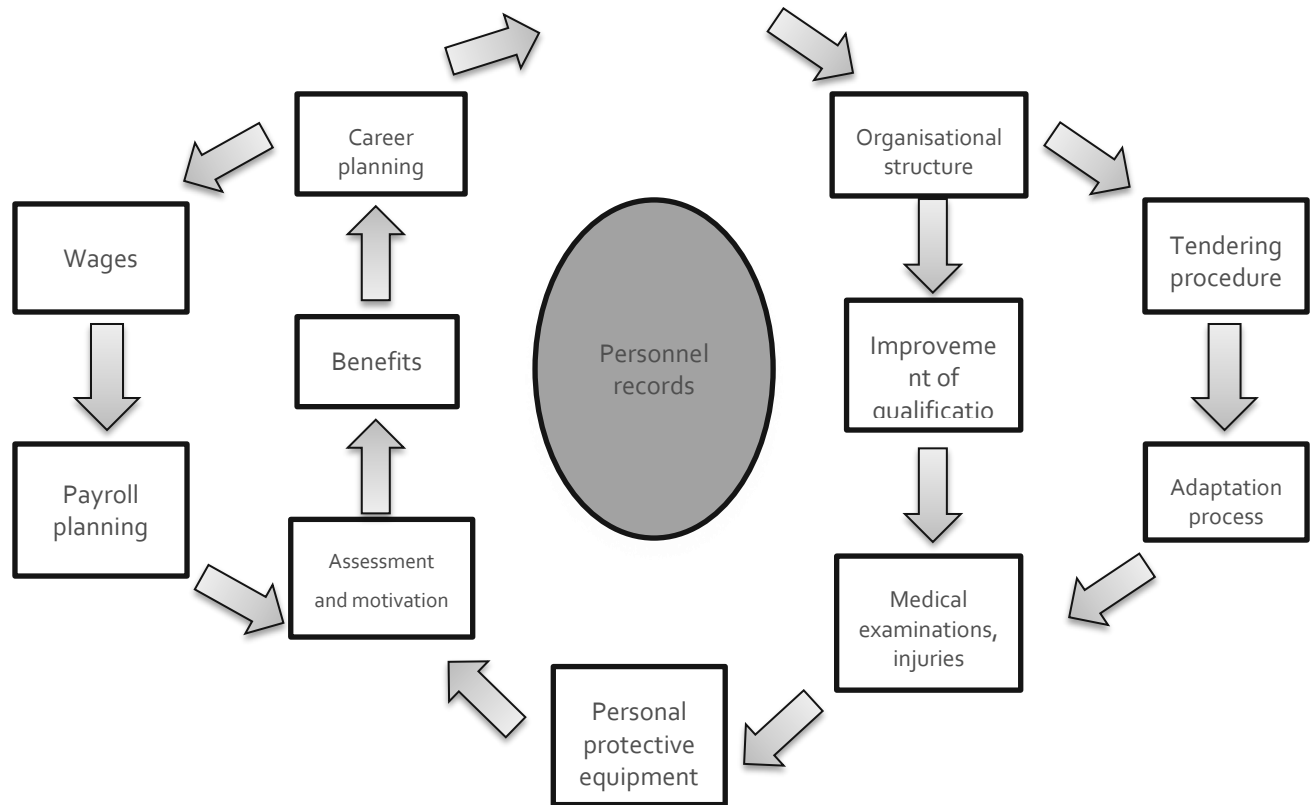 Career
planning
Organisational
structure
Wages
Tendering
procedure
Benefits
Personnel
records
Improveme
nt of
qualificatio
Payroll
planning
Adaptation
process
Assessment
and motivation
Medical
examinations,
injuries
Personal
protective
equipment